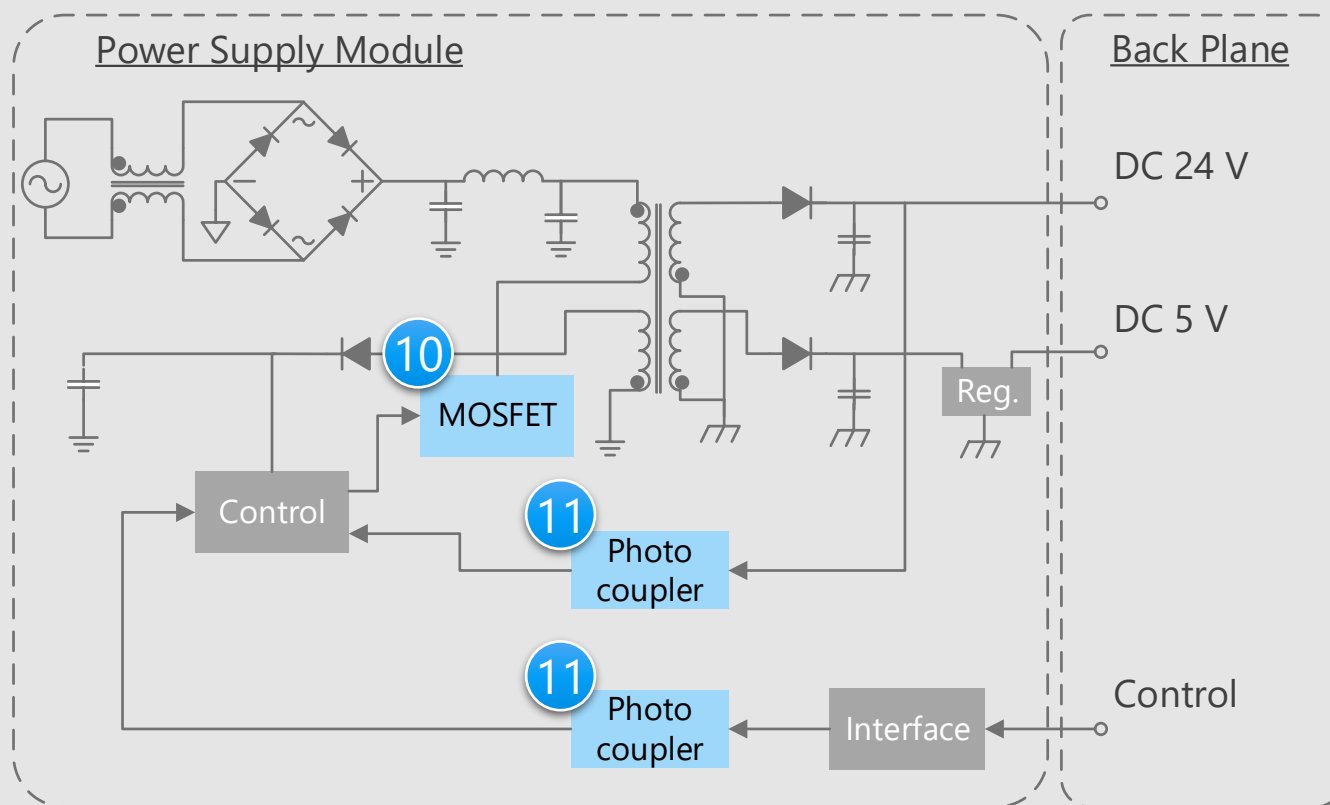 Power Supply Module
Back Plane
DC 24 V
DC 5 V
10
MOSFET
Reg.
Control
11
Photo
coupler
11
Photo
coupler
Interface
Control